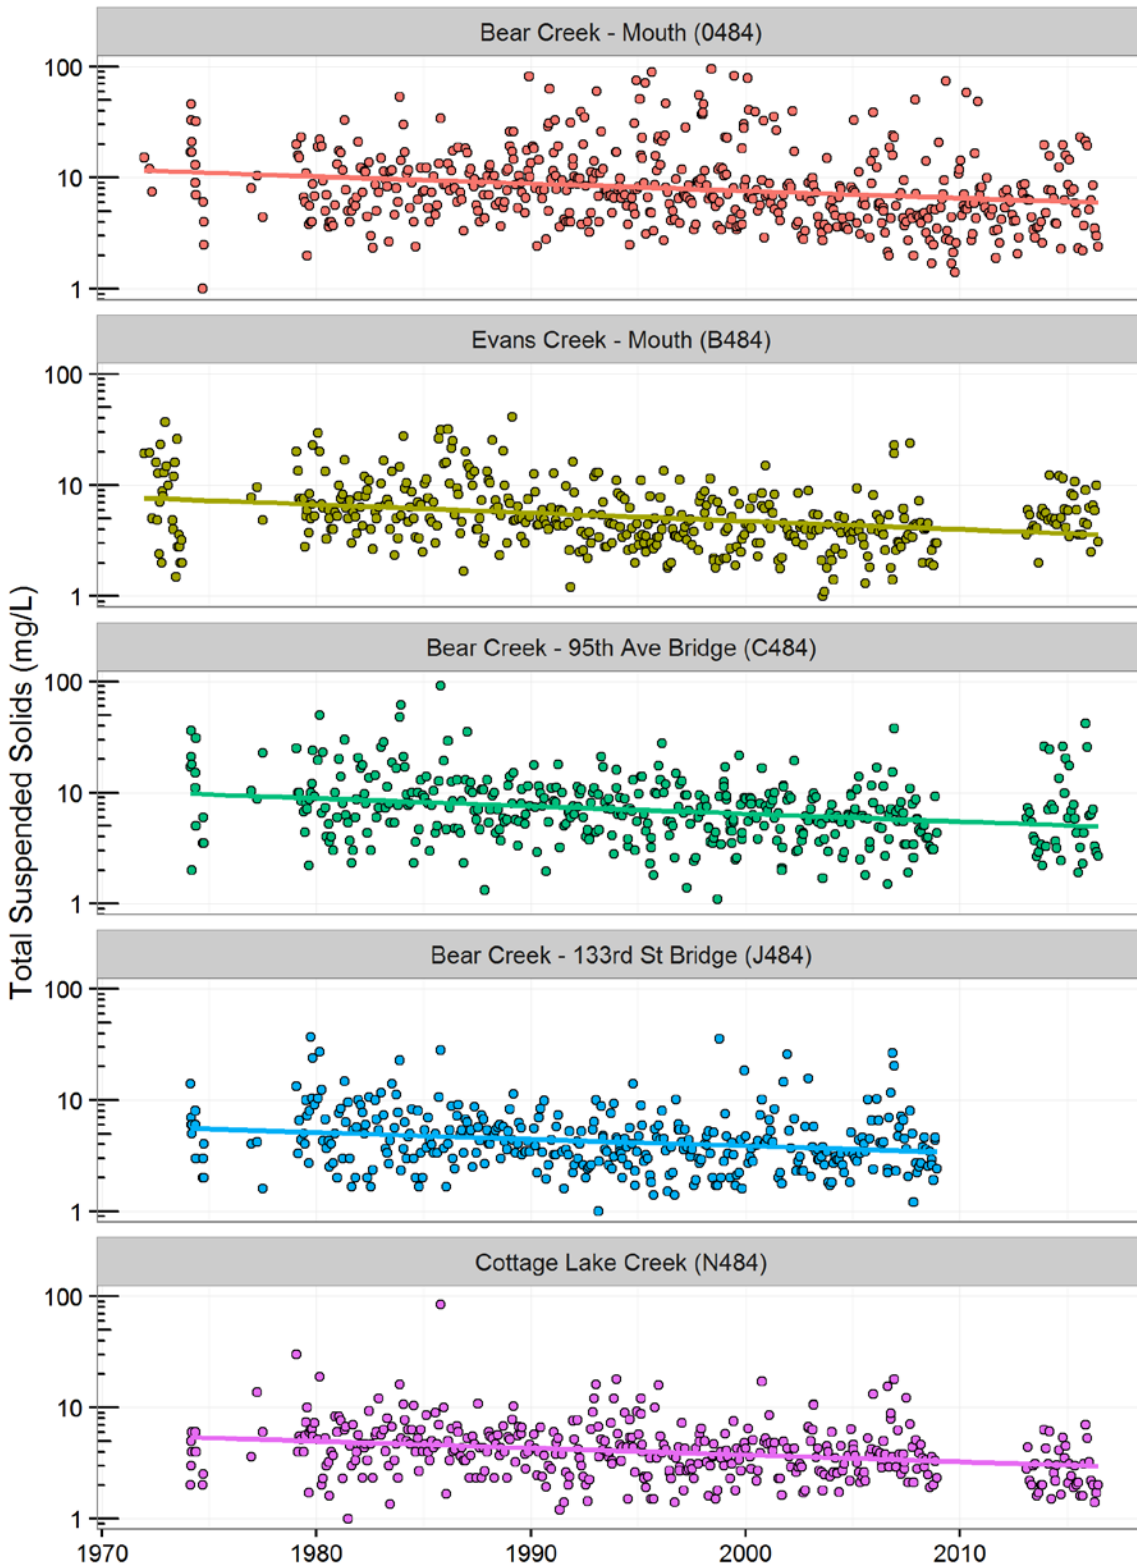 Bear Creek - Mouth (0484)
100
10
1
Evans Creek - Mouth (B484)
100
10
1
Bear Creek - 95th Ave Bridge (C484)
100
10
1
Total Suspended Solids (mg/L)
Bear Creek - 133rd St Bridge (J484)
100
10
1
Cottage Lake Creek (N484)
100
10
1
1970 1980 1990 2000 2010